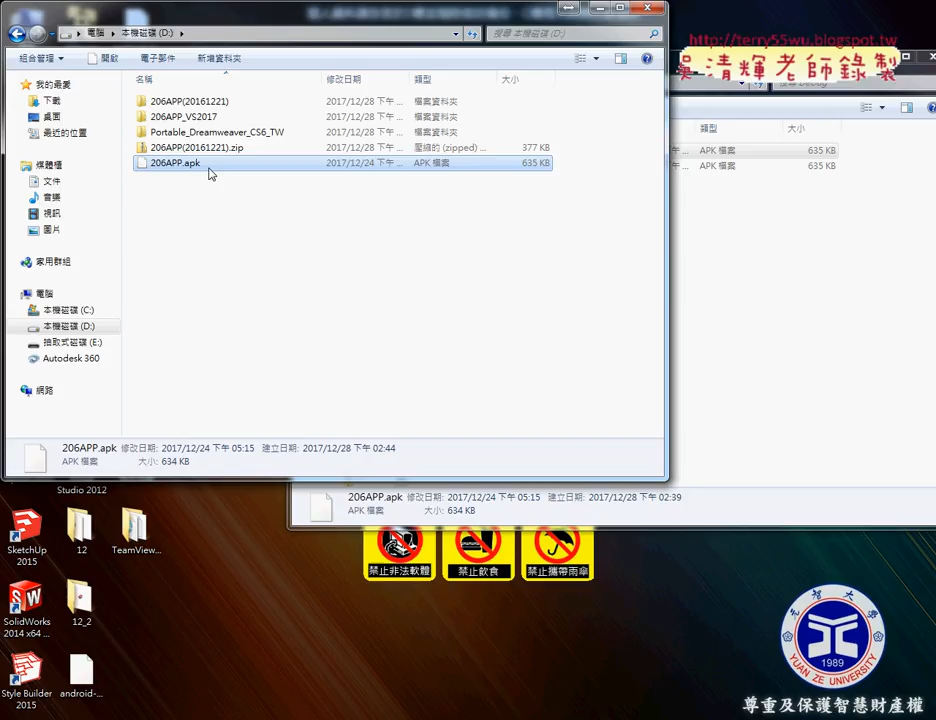 http://terry55wu.blogspot.tw
吳清輝老師錄製
電腦 ▸ 本機磁碟 (D:) ▸
搜尋 本機磁碟 (D:)
組合管理 ▼ 開啟 電子郵件 新增資料夾
我的最愛
下載
桌面
最近的位置
媒體櫃
文件
音樂
視訊
圖片
家用群組
電腦
本機磁碟 (C:)
本機磁碟 (D:)
抽取式磁碟 (E:)
Autodesk 360
網路
名稱 修改日期 類型 大小
206APP(20161221) 2017/12/28 下午 ... 檔案資料夾
206APP_VS2017 2017/12/28 下午 ... 檔案資料夾
Portable_Dreamweaver_CS6_TW 2017/12/28 下午 ... 檔案資料夾
206APP(20161221).zip 2017/12/28 下午 ... 壓縮的 (zipped) ... 377 KB
206APP.apk 2017/12/24 下午 ... APK 檔案 635 KB
類型 大小
APK 檔案 635 KB
APK 檔案 635 KB
206APP.apk 修改日期: 2017/12/24 下午 05:15 建立日期: 2017/12/28 下午 02:44
APK 檔案 大小: 634 KB
206APP.apk 修改日期: 2017/12/24 下午 05:15 建立日期: 2017/12/28 下午 02:39
APK 檔案 大小: 634 KB
Studio 2012
SketchUp
2015
12
TeamView...
SolidWorks
2014 x64 ...
12_2
Style Builder
2015
android-...
禁止非法軟體
禁止飲食
禁止攜帶雨傘
元智大學
1989
YUAN ZE UNIVERSITY
尊重及保護智慧財產權